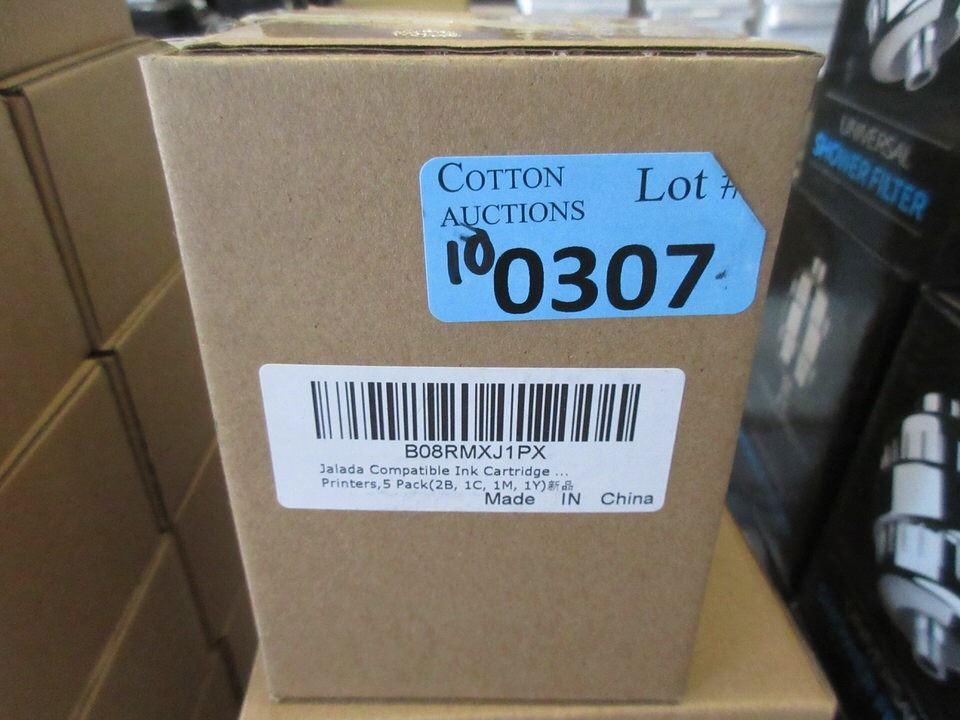 COTTON
AUCTIONS
Lot #
10
0307
B08RMXJ1PX
Jalada Compatible Ink Cartridge ...
Printers,5 Pack(2B, 1C, 1M, 1Y)新品
Made IN China
UNIVERSAL
SHOWER FILTER